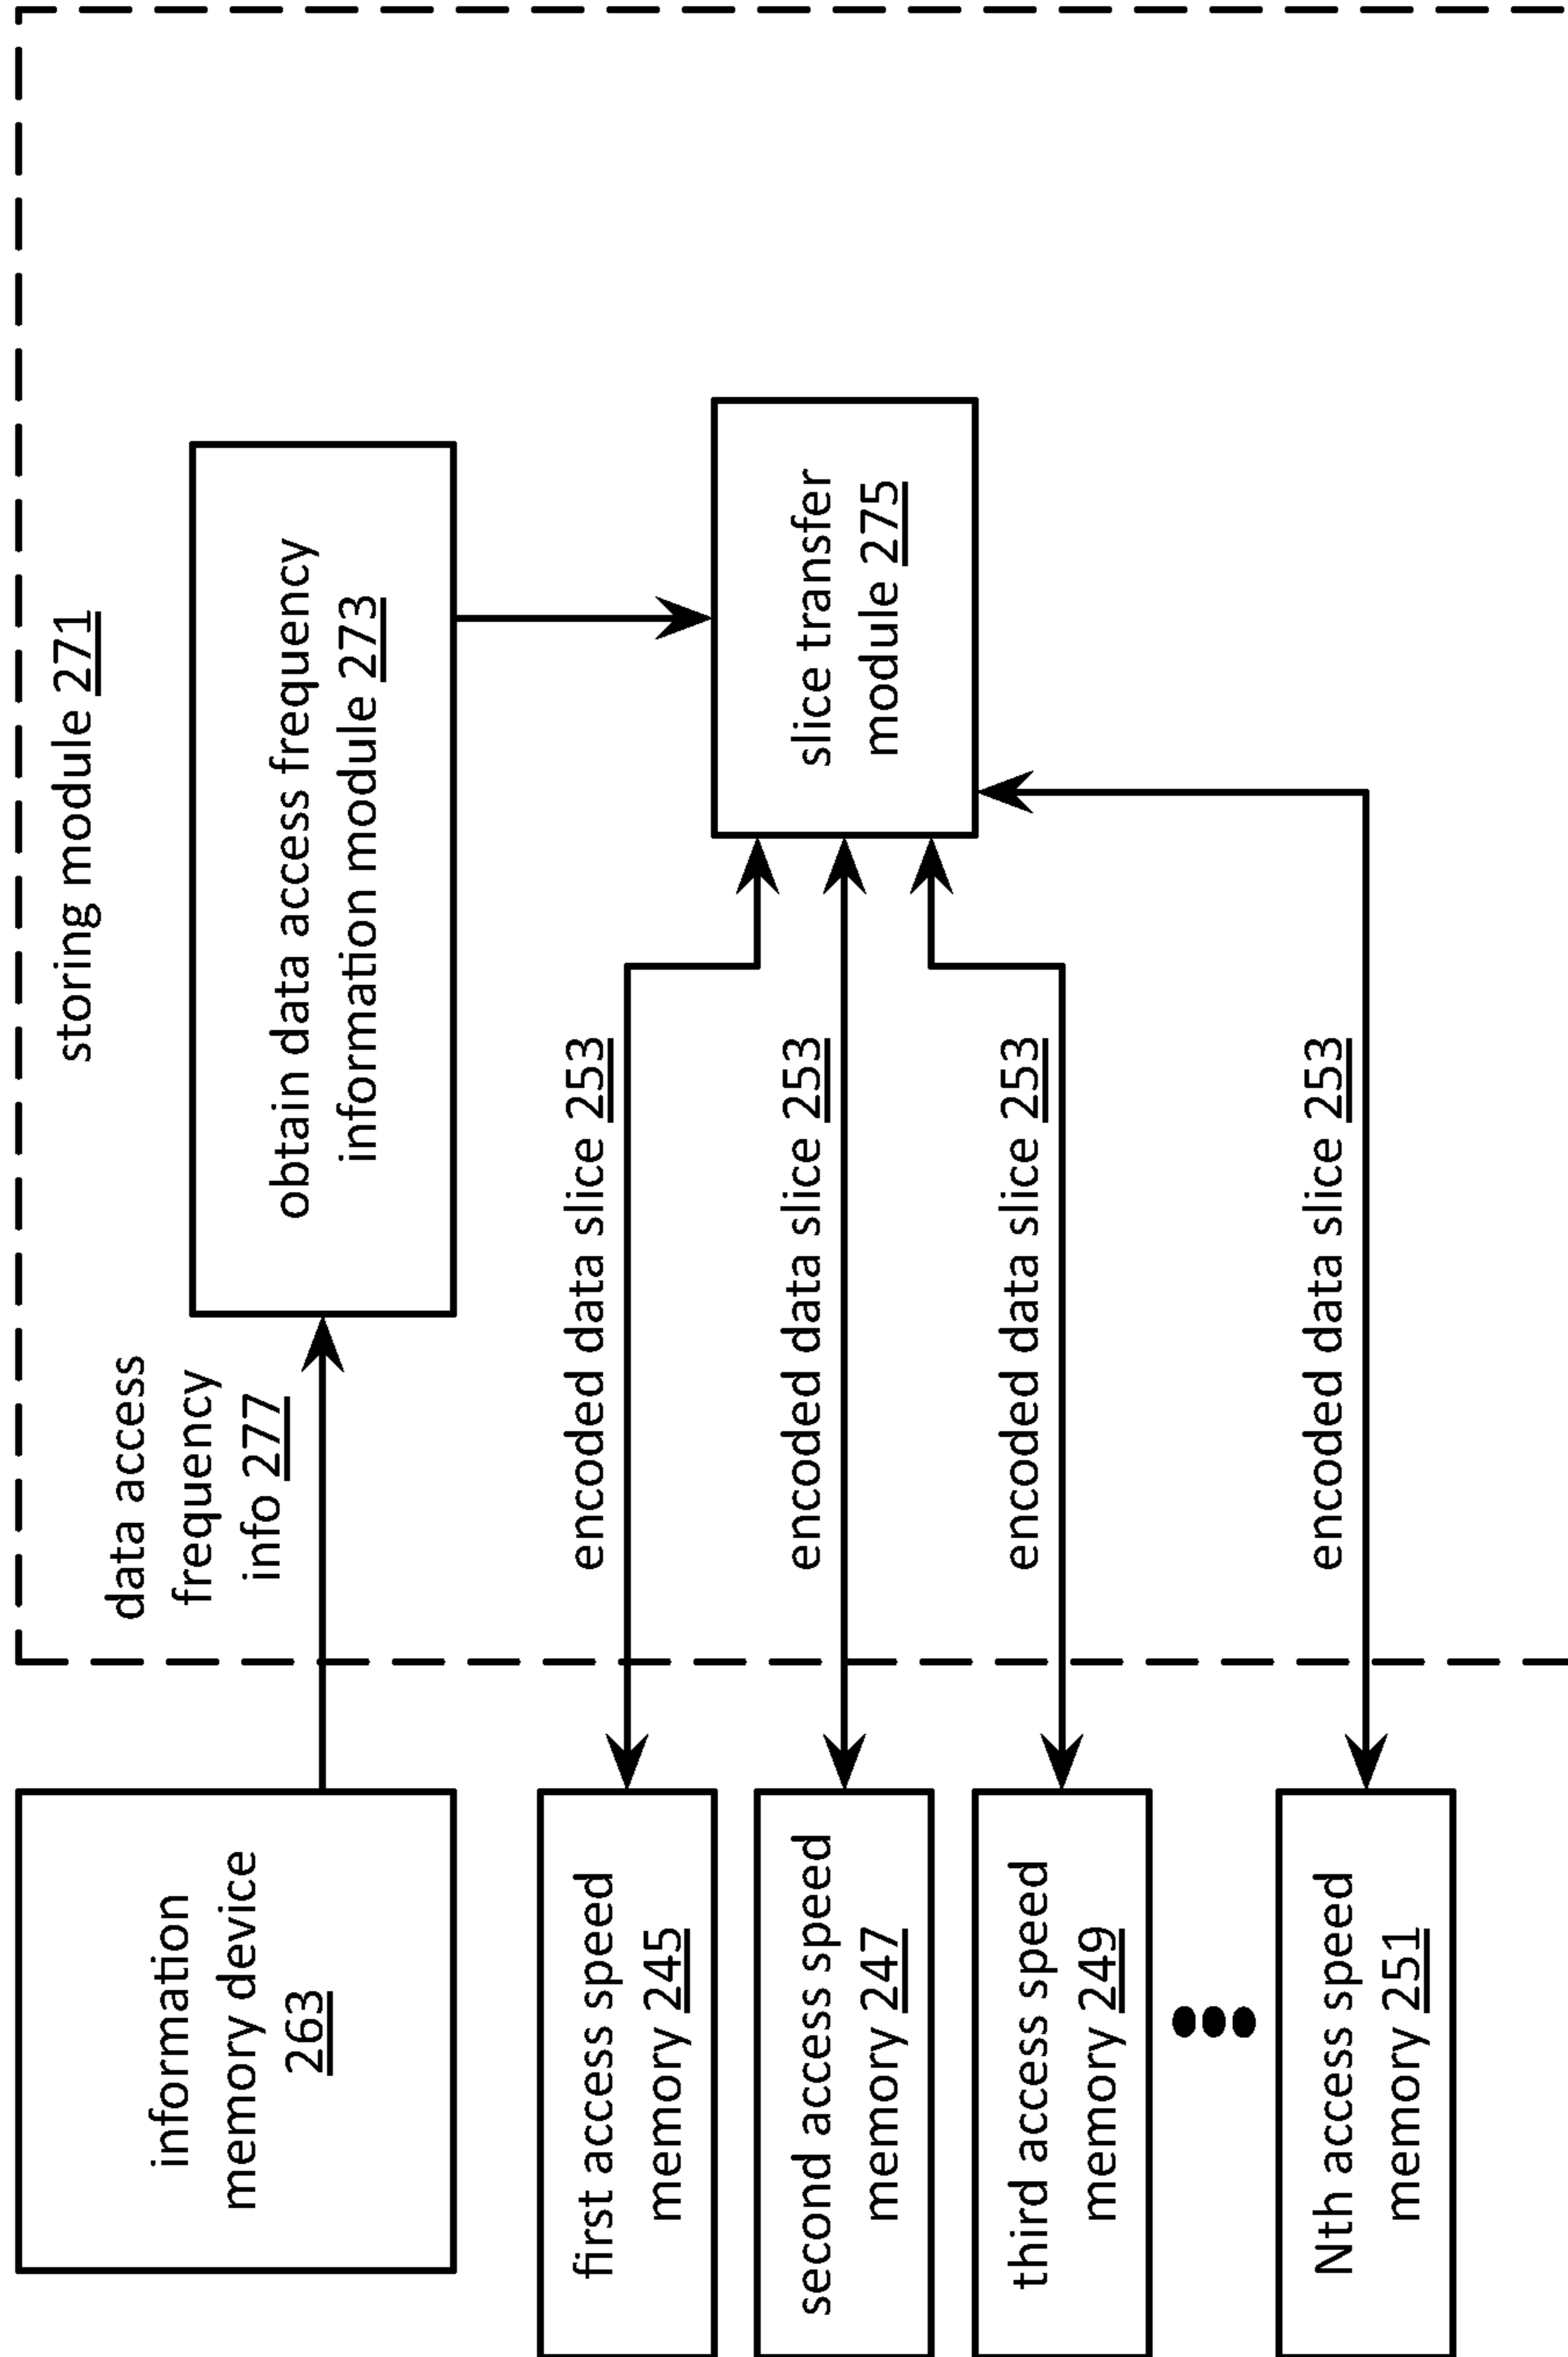 storing module 271
information
memory device
263
data access
frequency
info 277
obtain data access frequency
information module 273
first access speed
memory 245
encoded data slice 253
second access speed
memory 247
encoded data slice 253
slice transfer
module 275
third access speed
memory 249
encoded data slice 253
Nth access speed
memory 251
encoded data slice 253